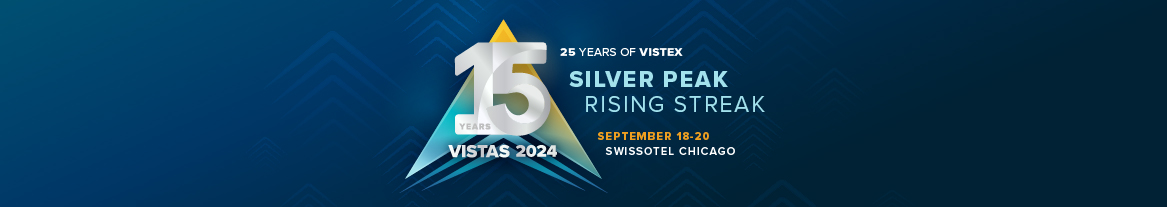 15
YEARS
VISTAS 2024
25 YEARS OF VISTEX
SILVER PEAK
RISING STREAK
SEPTEMBER 18-20
SWISSOTEL CHICAGO